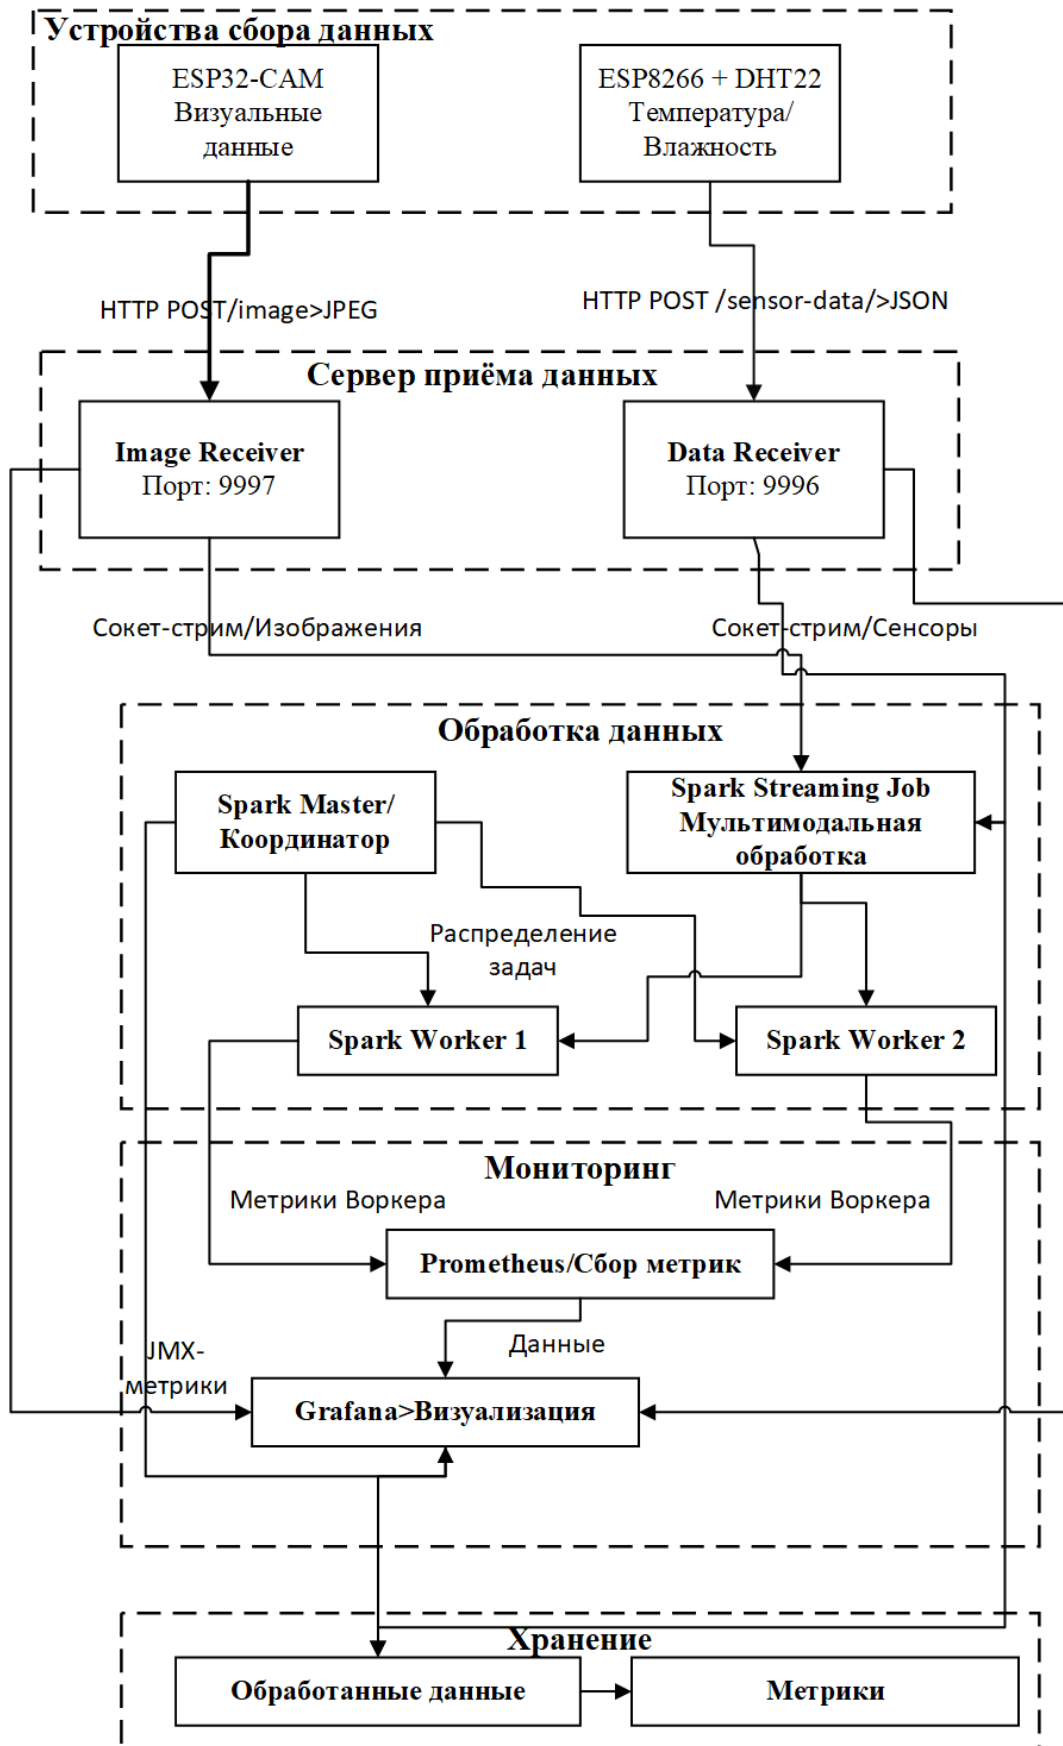 Устройства сбора данных
ESP32-CAM
Визуальные
данные
ESP8266 + DHT22
Температура/
Влажность
HTTP POST/image>JPEG
HTTP POST /sensor-data/>JSON
Сервер приёма данных
Image Receiver
Порт: 9997
Data Receiver
Порт: 9996
Сокет-стрим/Изображения
Сокет-стрим/Сенсоры
Обработка данных
Spark Master/
Координатор
Spark Streaming Job
Мультимодальная
обработка
Распределение
задач
Spark Worker 1
Spark Worker 2
Мониторинг
Метрики Воркера
Метрики Воркера
Prometheus/Сбор метрик
Данные
JMX-
метрики
Grafana>Визуализация
Хранение
Обработанные данные
Метрики